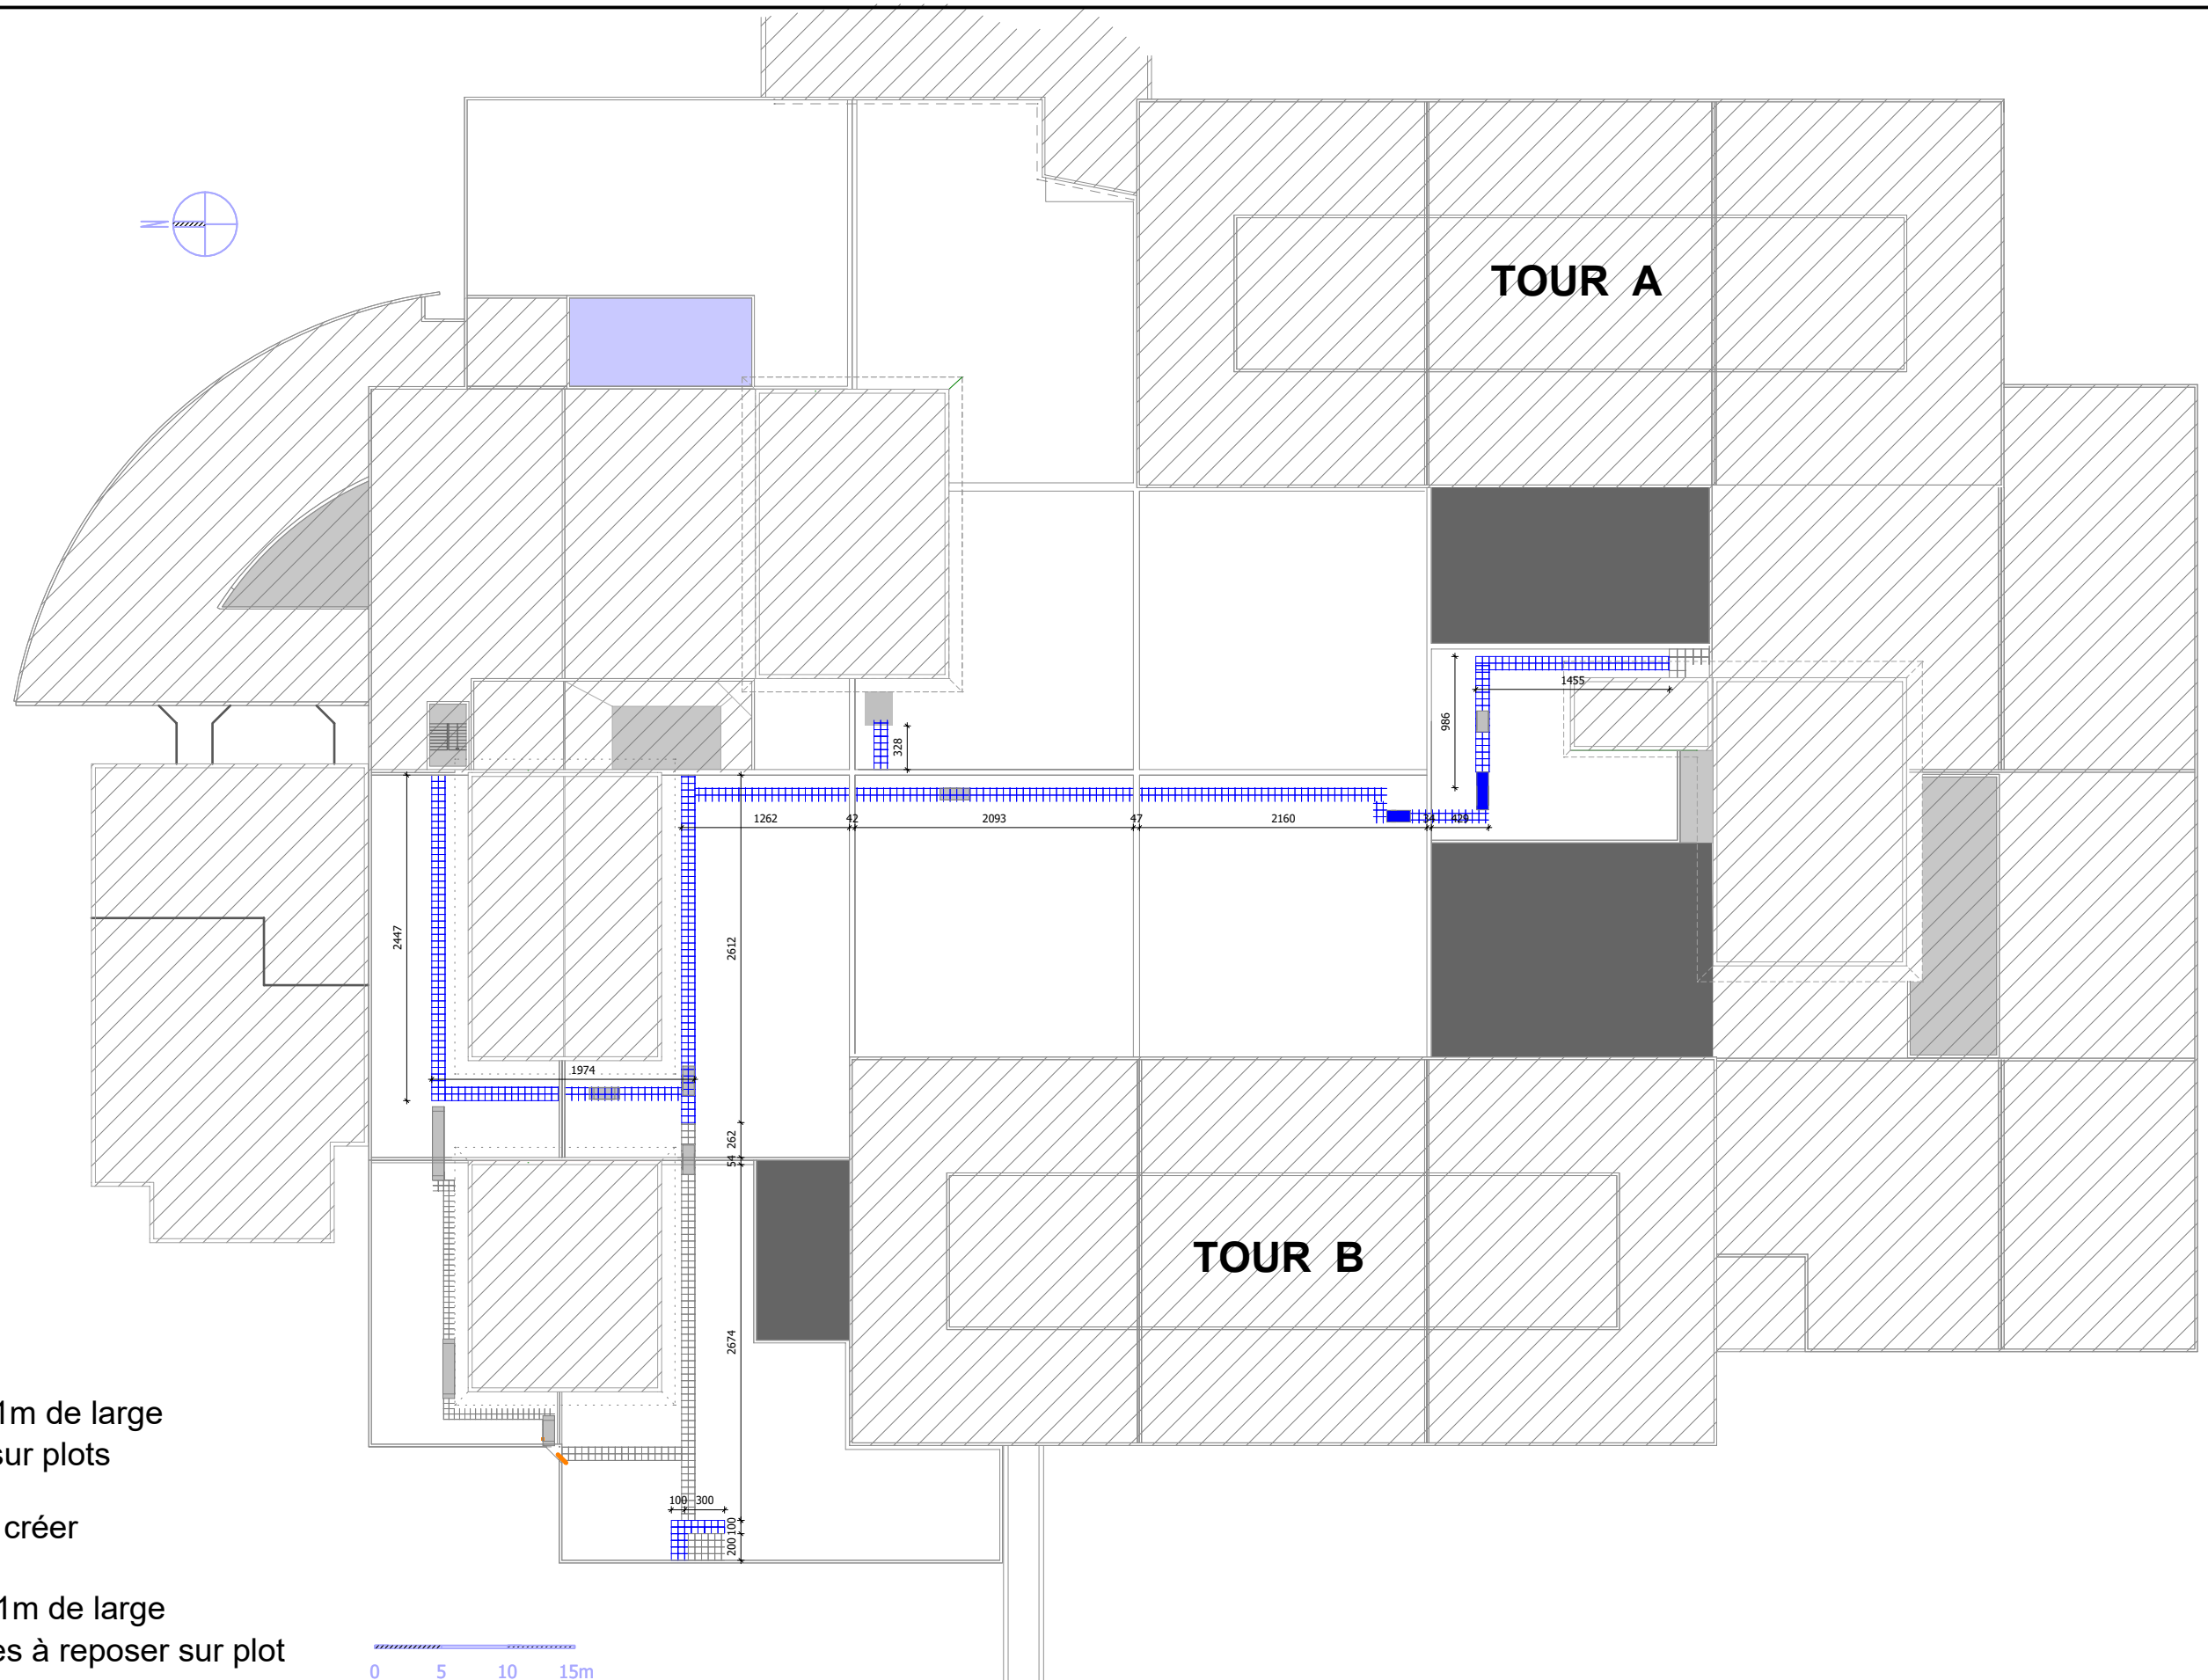 N
TOUR A
1455
986
328
1262
42
2093
47
2160
34
429
2447
2612
1974
262
54
TOUR B
2674
1m de large
sur plots
100
300
100
200
créer
1m de large
es à reposer sur plot
0 5 10 15m